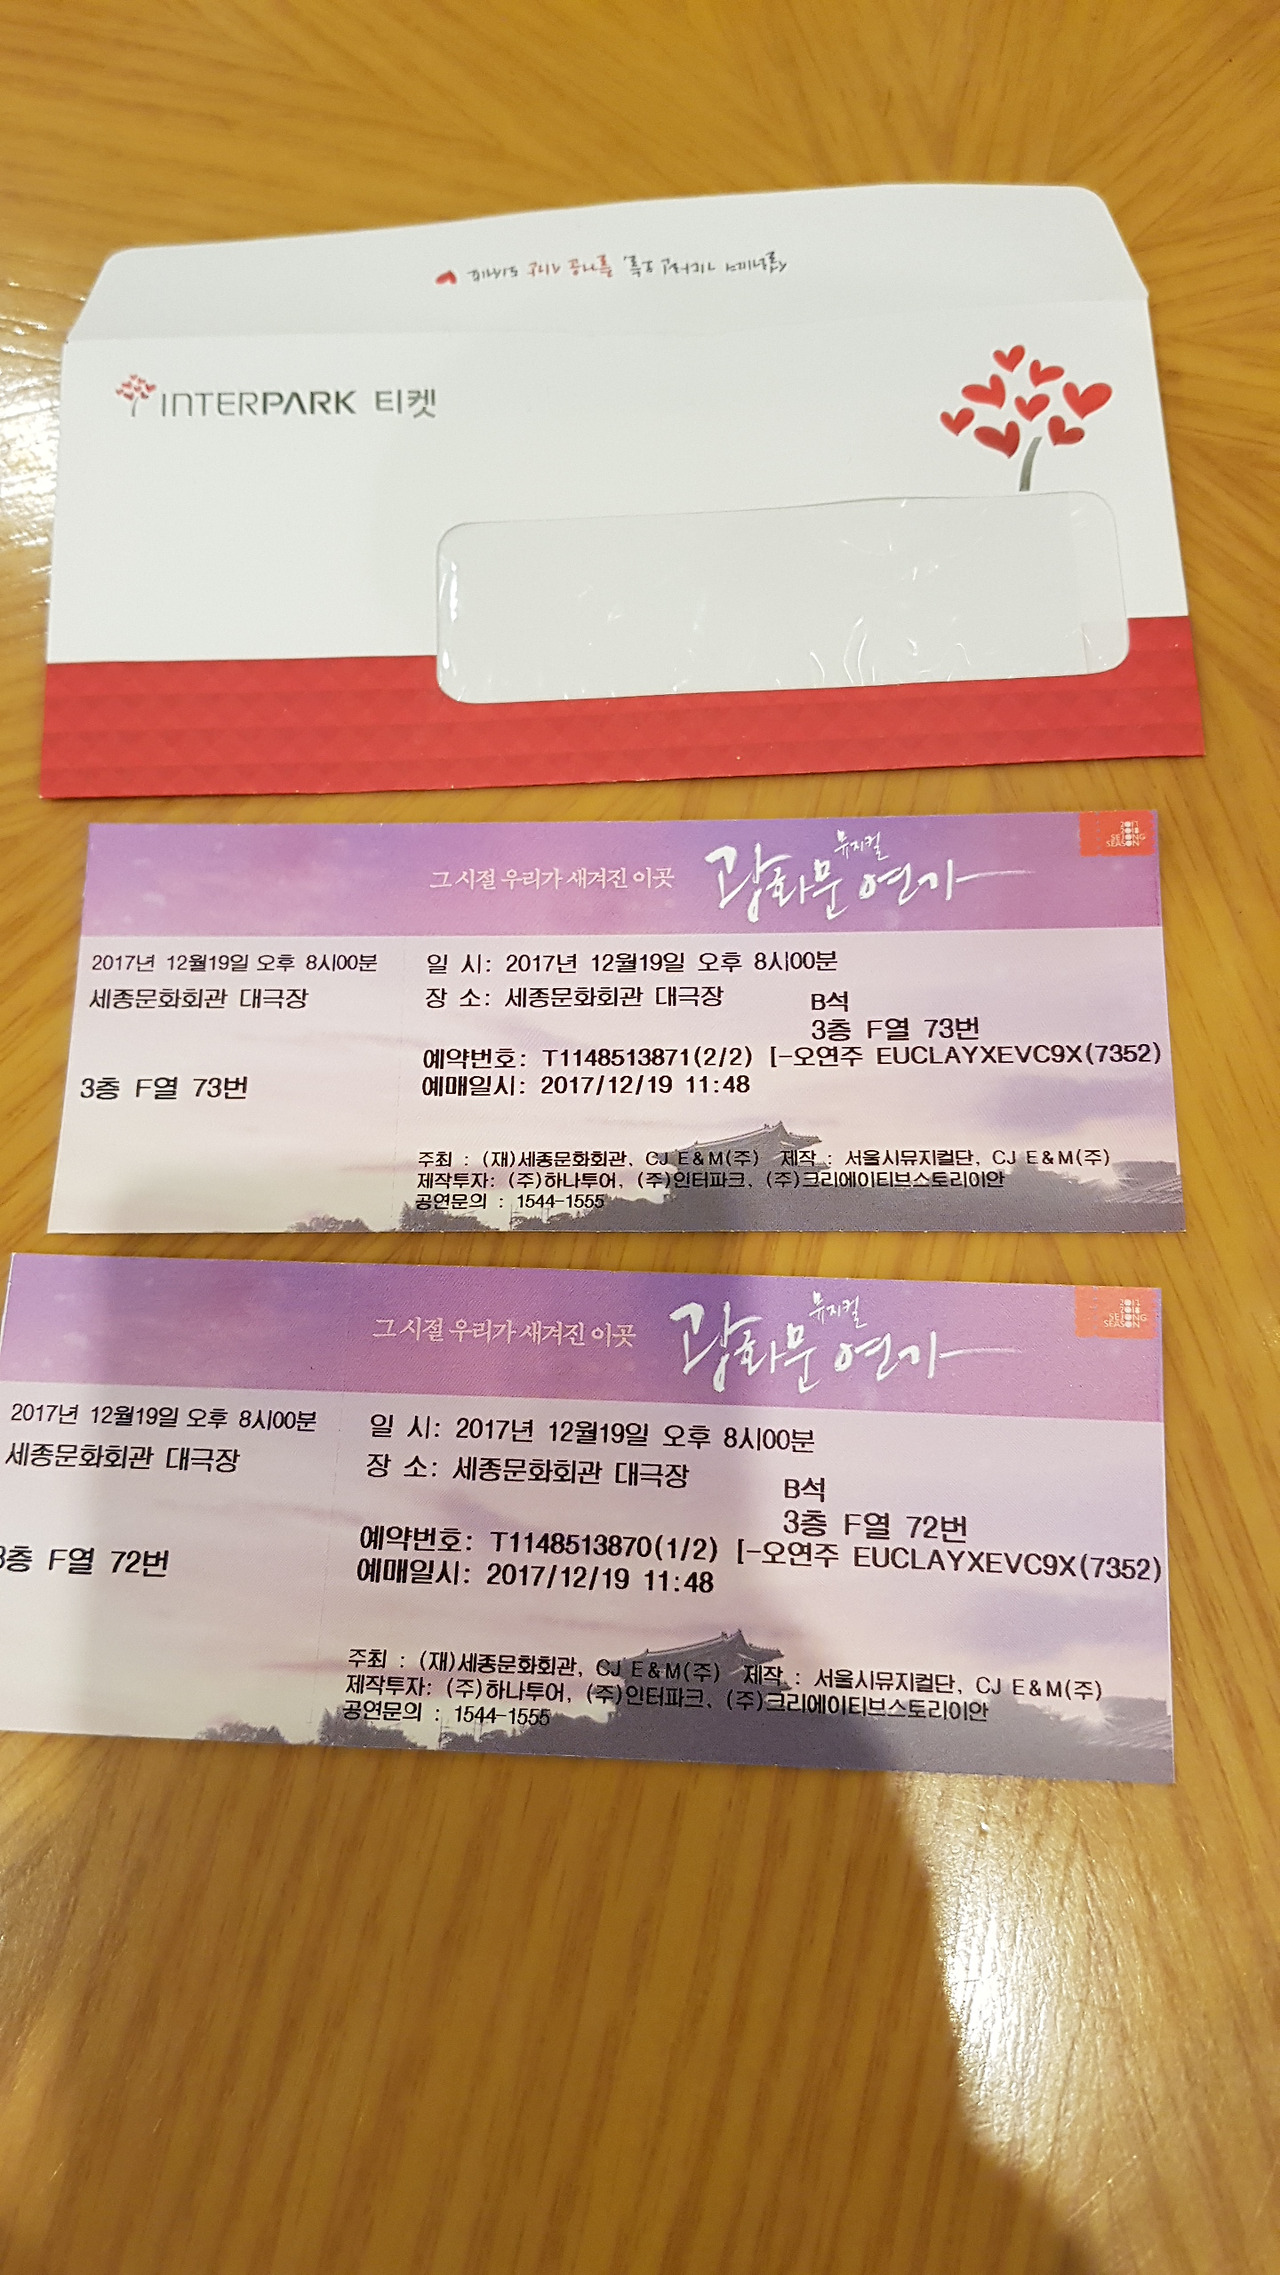 INTERPARK 티켓
그 시절 우리가 새겨진 이곳
뮤지컬
광화문 연가
2017
2018
SEJONG
SEASON
2017년 12월19일 오후 8시00분
세종문화회관 대극장
3층 F열 73번
일 시: 2017년 12월19일 오후 8시00분
장 소: 세종문화회관 대극장
B석
3층 F열 73번
예약번호: T1148513871(2/2) [-오연주 EUCLAYXEVC9X(7352)
예매일시: 2017/12/19 11:48
주최 : (재)세종문화회관, CJ E&M(주) 제작 : 서울시뮤지컬단, CJ E&M(주)
제작투자: (주)하나투어, (주)인터파크, (주)크리에이티브스토리이안
공연문의 : 1544-1555
그 시절 우리가 새겨진 이곳
뮤지컬
광화문 연가
2017
2018
SEJONG
SEASON
2017년 12월19일 오후 8시00분
세종문화회관 대극장
3층 F열 72번
일 시: 2017년 12월19일 오후 8시00분
장 소: 세종문화회관 대극장
B석
3층 F열 72번
예약번호: T1148513870(1/2) [-오연주 EUCLAYXEVC9X(7352)
예매일시: 2017/12/19 11:48
주최 : (재)세종문화회관, CJ E&M(주) 제작 : 서울시뮤지컬단, CJ E&M(주)
제작투자: (주)하나투어, (주)인터파크, (주)크리에이티브스토리이안
공연문의 : 1544-1555